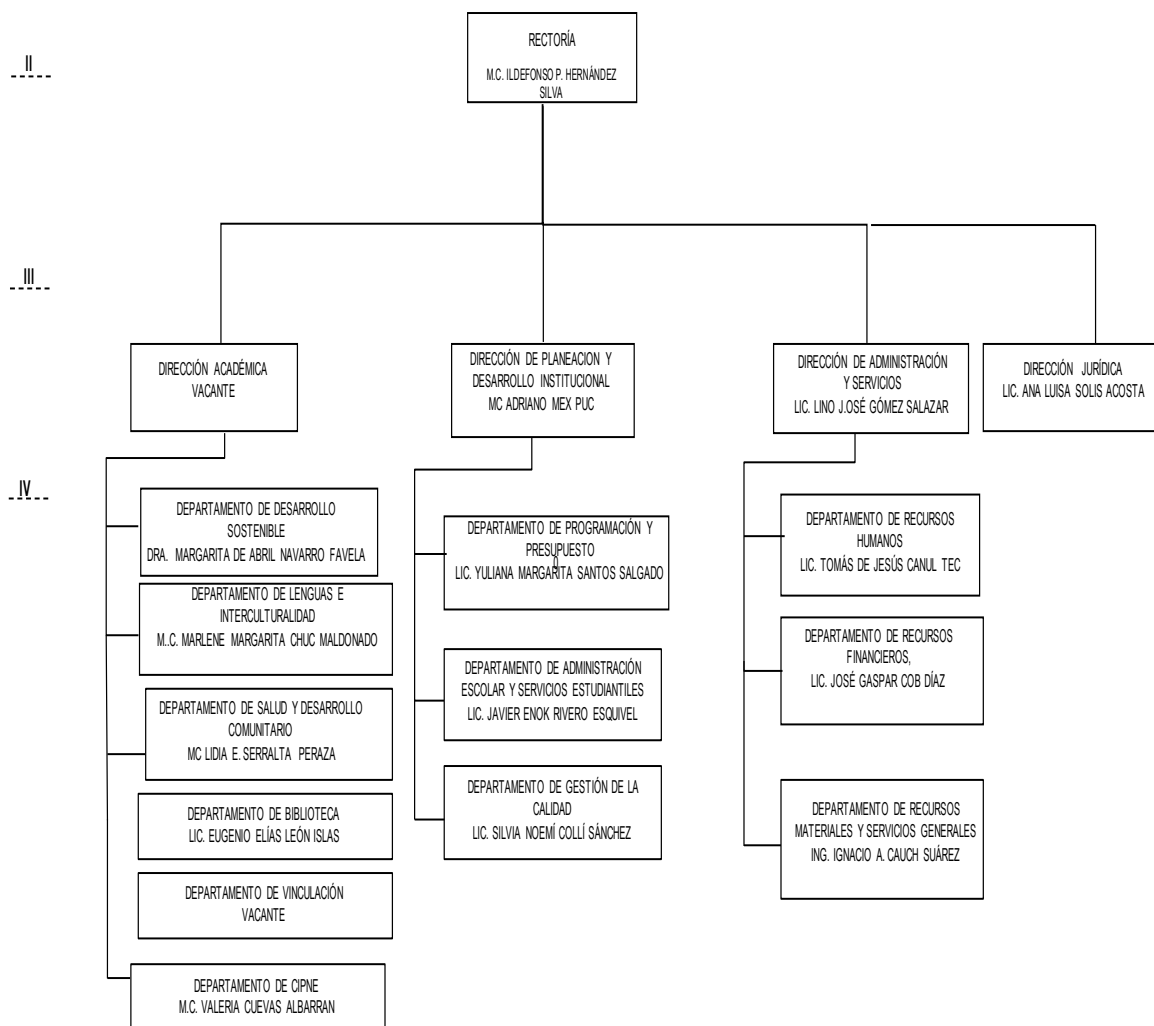 II
RECTORÍA
M.C. ILDEFONSO P. HERNÁNDEZ
SILVA
III
DIRECCIÓN ACADÉMICA
VACANTE
DIRECCIÓN DE PLANEACION Y
DESARROLLO INSTITUCIONAL
MC ADRIANO MEX PUC
DIRECCIÓN DE ADMINISTRACIÓN
Y SERVICIOS
LIC. LINO J.OSÉ GÓMEZ SALAZAR
DIRECCIÓN JURÍDICA
LIC. ANA LUISA SOLIS ACOSTA
IV
DEPARTAMENTO DE DESARROLLO
SOSTENIBLE
DRA. MARGARITA DE ABRIL NAVARRO FAVELA
DEPARTAMENTO DE LENGUAS E
INTERCULTURALIDAD
M..C. MARLENE MARGARITA CHUC MALDONADO
DEPARTAMENTO DE SALUD Y DESARROLLO
COMUNITARIO
MC LIDIA E. SERRALTA PERAZA
DEPARTAMENTO DE BIBLIOTECA
LIC. EUGENIO ELÍAS LEÓN ISLAS
DEPARTAMENTO DE VINCULACIÓN
VACANTE
DEPARTAMENTO DE CIPNE
M.C. VALERIA CUEVAS ALBARRAN
DEPARTAMENTO DE PROGRAMACIÓN Y
PRESUPUESTO
LIC. YULIANA MARGARITA SANTOS SALGADO
DEPARTAMENTO DE ADMINISTRACIÓN
ESCOLAR Y SERVICIOS ESTUDIANTILES
LIC. JAVIER ENOK RIVERO ESQUIVEL
DEPARTAMENTO DE GESTIÓN DE LA
CALIDAD
LIC. SILVIA NOEMÍ COLLÍ SÁNCHEZ
DEPARTAMENTO DE RECURSOS
HUMANOS
LIC. TOMÁS DE JESÚS CANUL TEC
DEPARTAMENTO DE RECURSOS
FINANCIEROS,
LIC. JOSÉ GASPAR COB DÍAZ
DEPARTAMENTO DE RECURSOS
MATERIALES Y SERVICIOS GENERALES
ING. IGNACIO A. CAUCH SUÁREZ